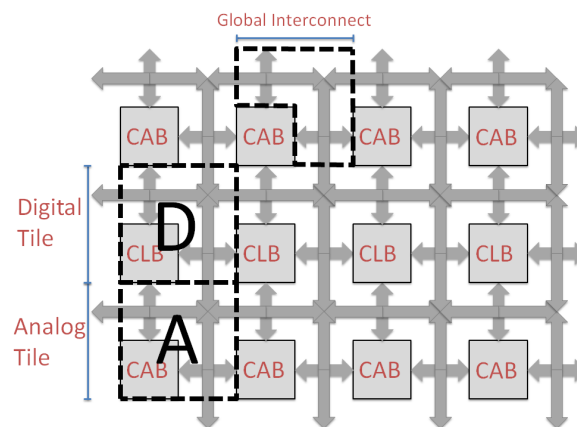 Global Interconnect
CAB CAB CAB CAB
Digital
Tile
D
CLB CLB CLB CLB
Analog
Tile
A
CAB CAB CAB CAB